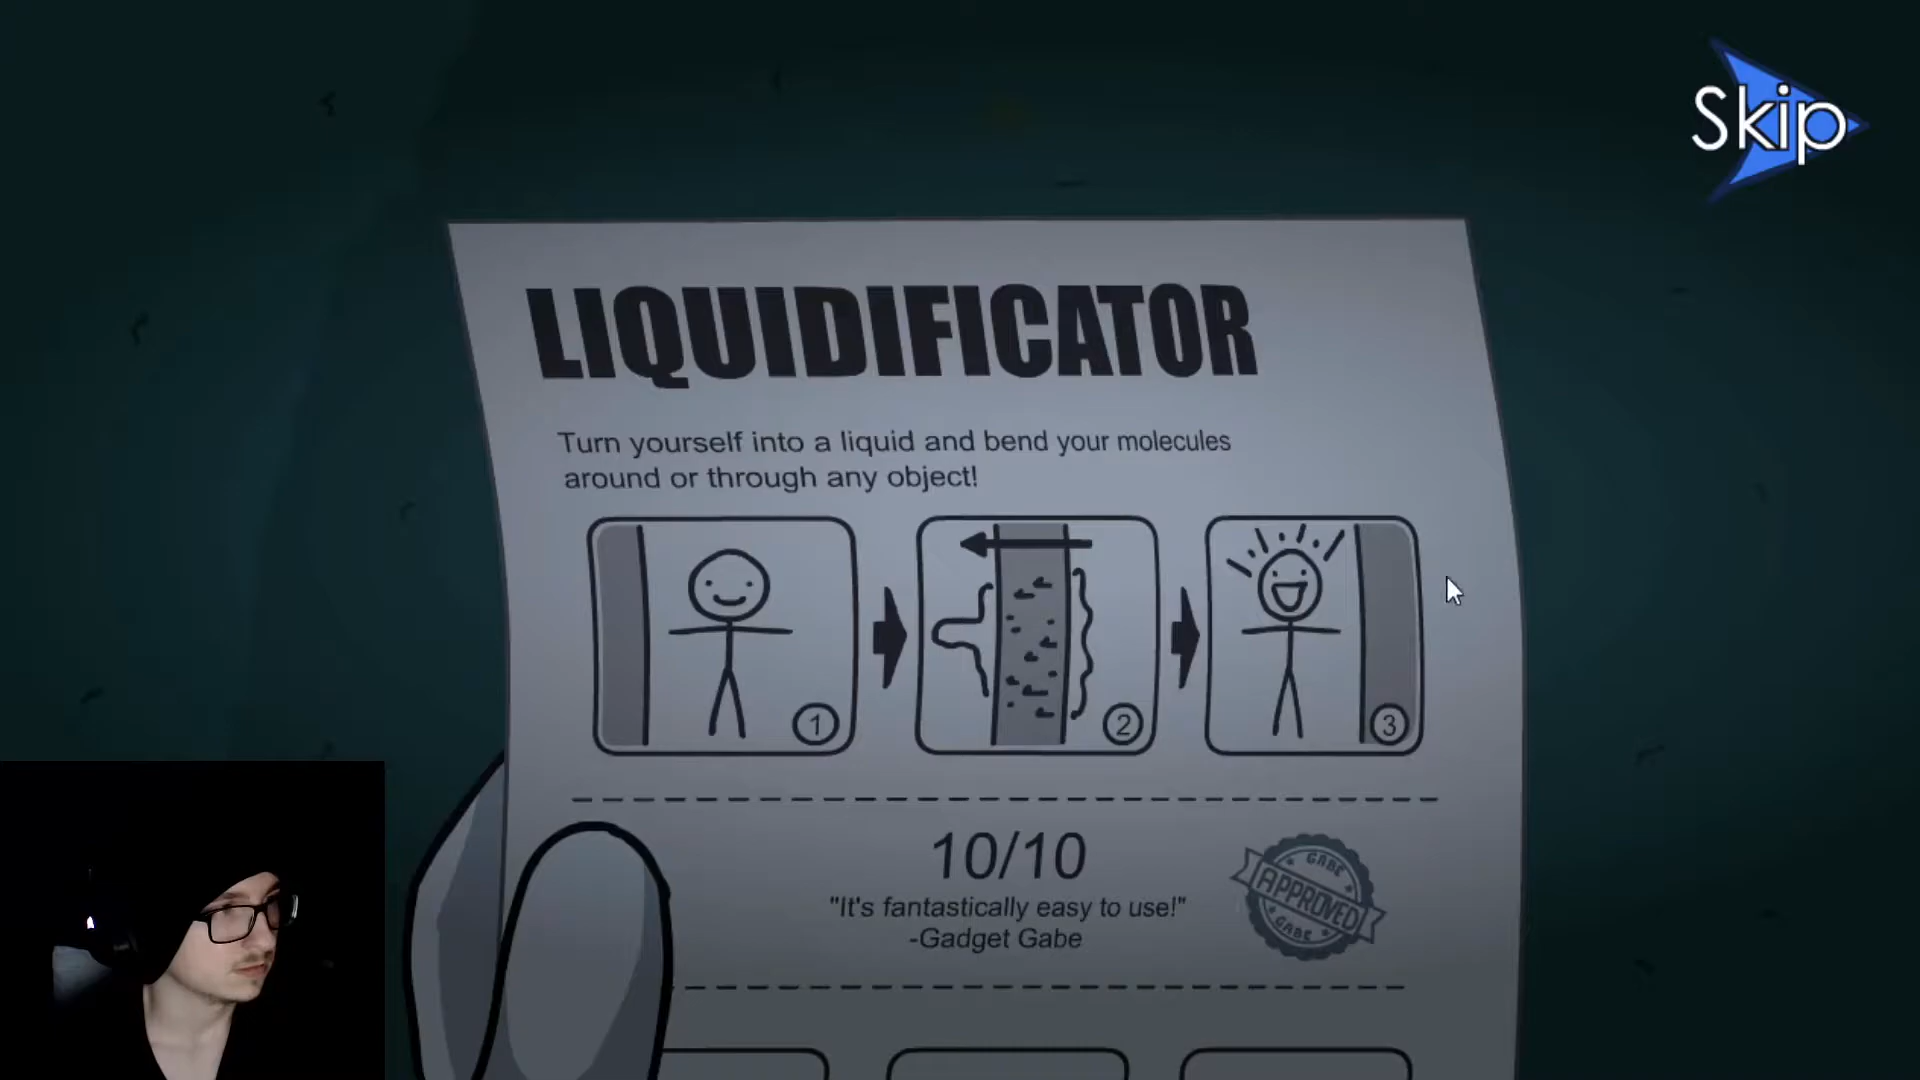 Skip
LIQUIDIFICATOR
Turn yourself into a liquid and bend your molecules
around or through any object!
1
2
3
10/10
"It's fantastically easy to use!"
-Gadget Gabe
GABE
APPROVED
GABE